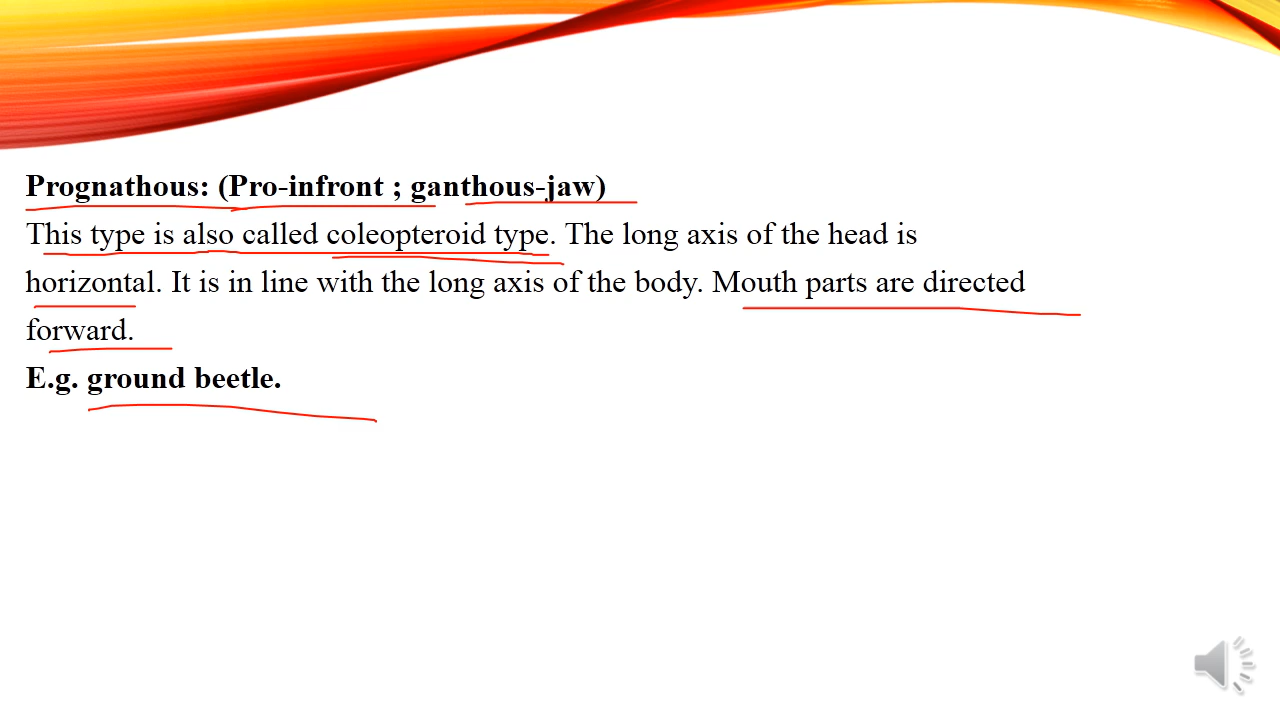 Prognathous: (Pro-infront ; ganthous-jaw)
This type is also called coleopteroid type. The long axis of the head is
horizontal. It is in line with the long axis of the body. Mouth parts are directed
forward.
E.g. ground beetle.